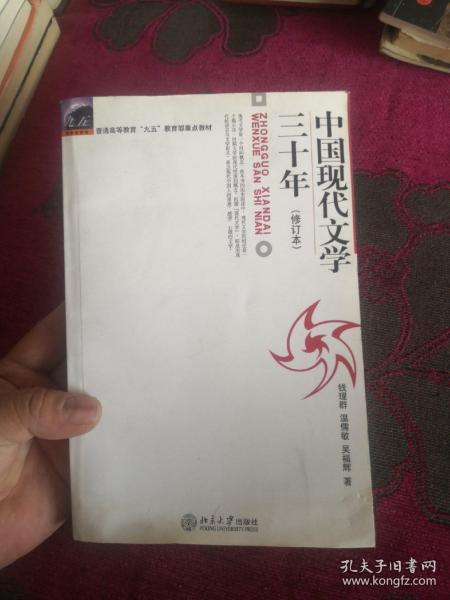 普通高等教育“九五”教育部重点教材
中国现代文学
三十年
（修订本）
ZHONGGUO XIANDAI
WENXUE SAN SHI NIAN
钱理群 温儒敏 吴福辉 著
北京大学出版社
PEKING UNIVERSITY PRESS
孔夫子旧书网
www.kongfz.com